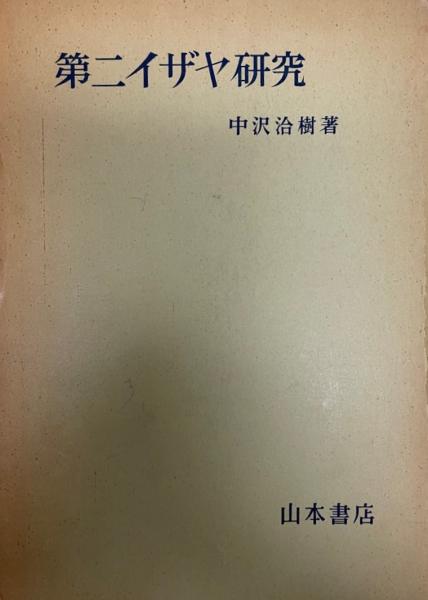 第二イザヤ研究
中沢洽樹著
山本書店